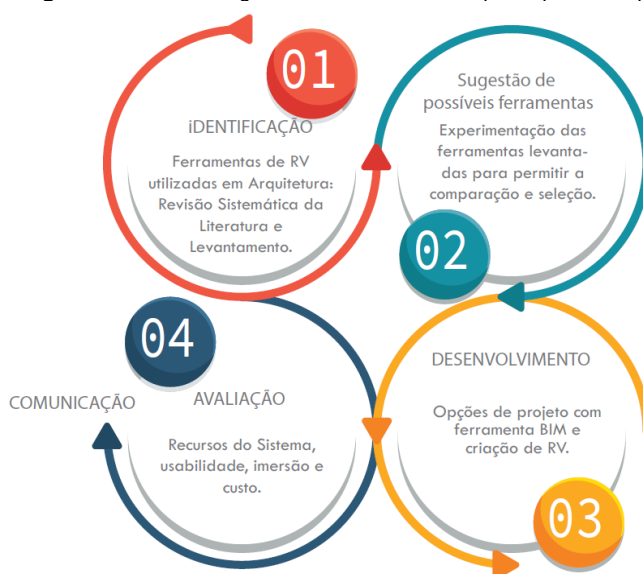 01
iDENTIFICAÇÃO
Ferramentas de RV
utilizadas em Arquitetura:
Revisão Sistemática da
Literatura e
Levantamento.
Sugestão de
possíveis ferramentas
Experimentação das
ferramentas levanta-
das para permitir a
comparação e seleção.
02
DESENVOLVIMENTO
Opções de projeto com
ferramenta BIM e
criação de RV.
03
04
AVALIAÇÃO
Recursos do Sistema,
usabilidade, imersão e
custo.
COMUNICAÇÃO